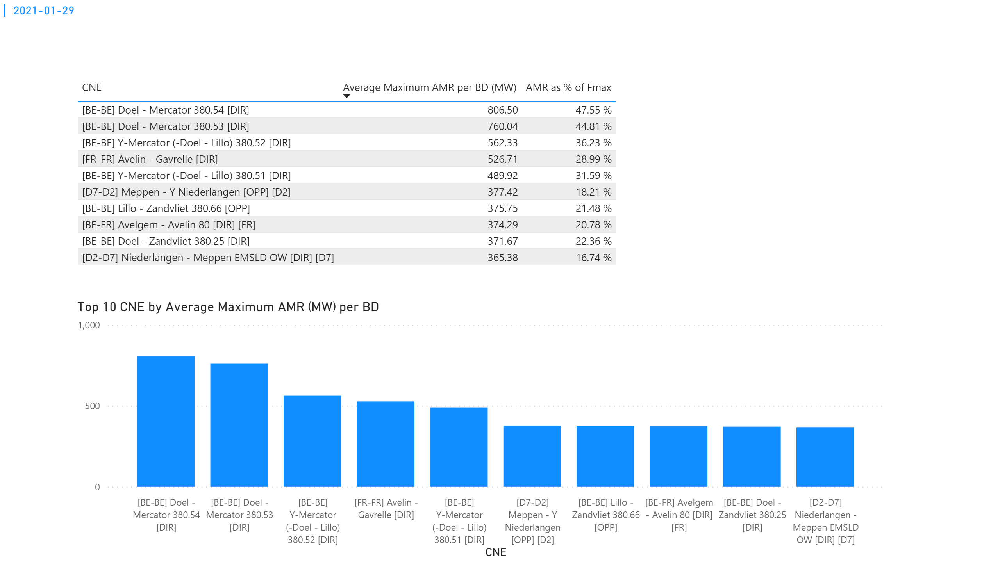 2021-01-29
CNE Average Maximum AMR per BD (MW) AMR as % of Fmax
[BE-BE] Doel - Mercator 380.54 [DIR] 806.50 47.55 %
[BE-BE] Doel - Mercator 380.53 [DIR] 760.04 44.81 %
[BE-BE] Y-Mercator (-Doel - Lillo) 380.52 [DIR] 562.33 36.23 %
[FR-FR] Avelin - Gavrelle [DIR] 526.71 28.99 %
[BE-BE] Y-Mercator (-Doel - Lillo) 380.51 [DIR] 489.92 31.59 %
[D7-D2] Meppen - Y Niederlangen [OPP] [D2] 377.42 18.21 %
[BE-BE] Lillo - Zandvliet 380.66 [OPP] 375.75 21.48 %
[BE-FR] Avelgem - Avelin 80 [DIR] [FR] 374.29 20.78 %
[BE-BE] Doel - Zandvliet 380.25 [DIR] 371.67 22.36 %
[D2-D7] Niederlangen - Meppen EMSLD OW [DIR] [D7] 365.38 16.74 %
Top 10 CNE by Average Maximum AMR (MW) per BD
1,000
500
0
[BE-BE] Doel -
Mercator 380.54
[DIR]
[BE-BE] Doel -
Mercator 380.53
[DIR]
[BE-BE]
Y-Mercator
(-Doel - Lillo)
380.52 [DIR]
[FR-FR] Avelin -
Gavrelle [DIR]
[BE-BE]
Y-Mercator
(-Doel - Lillo)
380.51 [DIR]
[D7-D2]
Meppen - Y
Niederlangen
[OPP] [D2]
[BE-BE] Lillo -
Zandvliet 380.66
[OPP]
[BE-FR] Avelgem
- Avelin 80 [DIR]
[FR]
[BE-BE] Doel -
Zandvliet 380.25
[DIR]
[D2-D7]
Niederlangen -
Meppen EMSLD
OW [DIR] [D7]
CNE